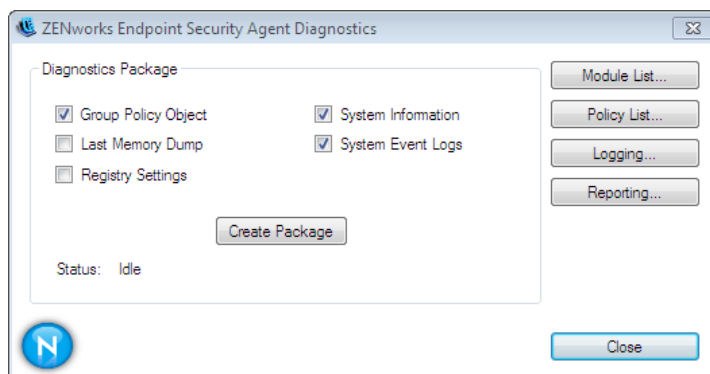 ZENworks Endpoint Security Agent Diagnostics
Diagnostics Package
Group Policy Object
System Information
Last Memory Dump
System Event Logs
Registry Settings
Create Package
Status: Idle
Module List...
Policy List...
Logging...
Reporting...
N
Close